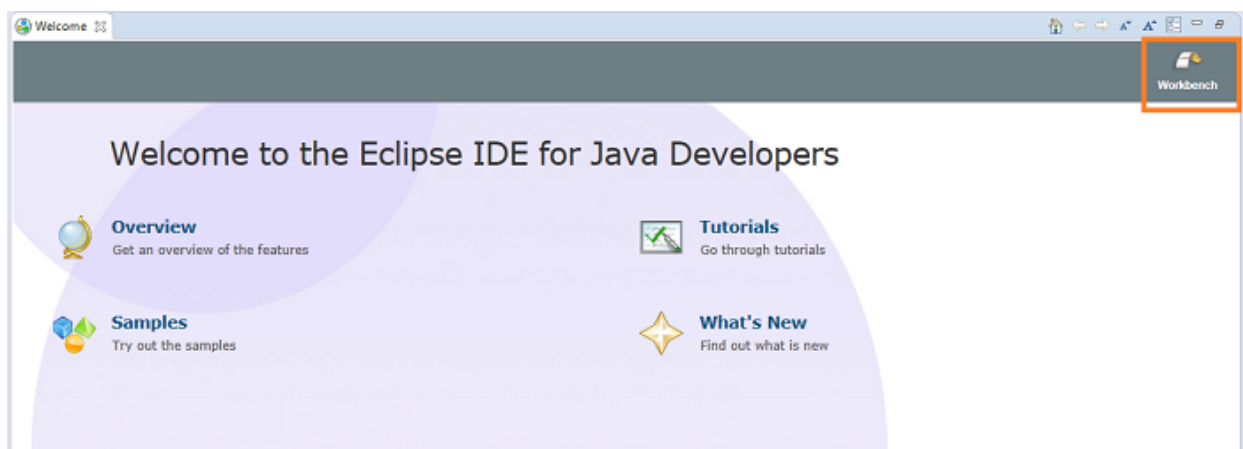 Welcome
Workbench
Welcome to the Eclipse IDE for Java Developers
Overview
Get an overview of the features
Tutorials
Go through tutorials
Samples
Try out the samples
What's New
Find out what is new